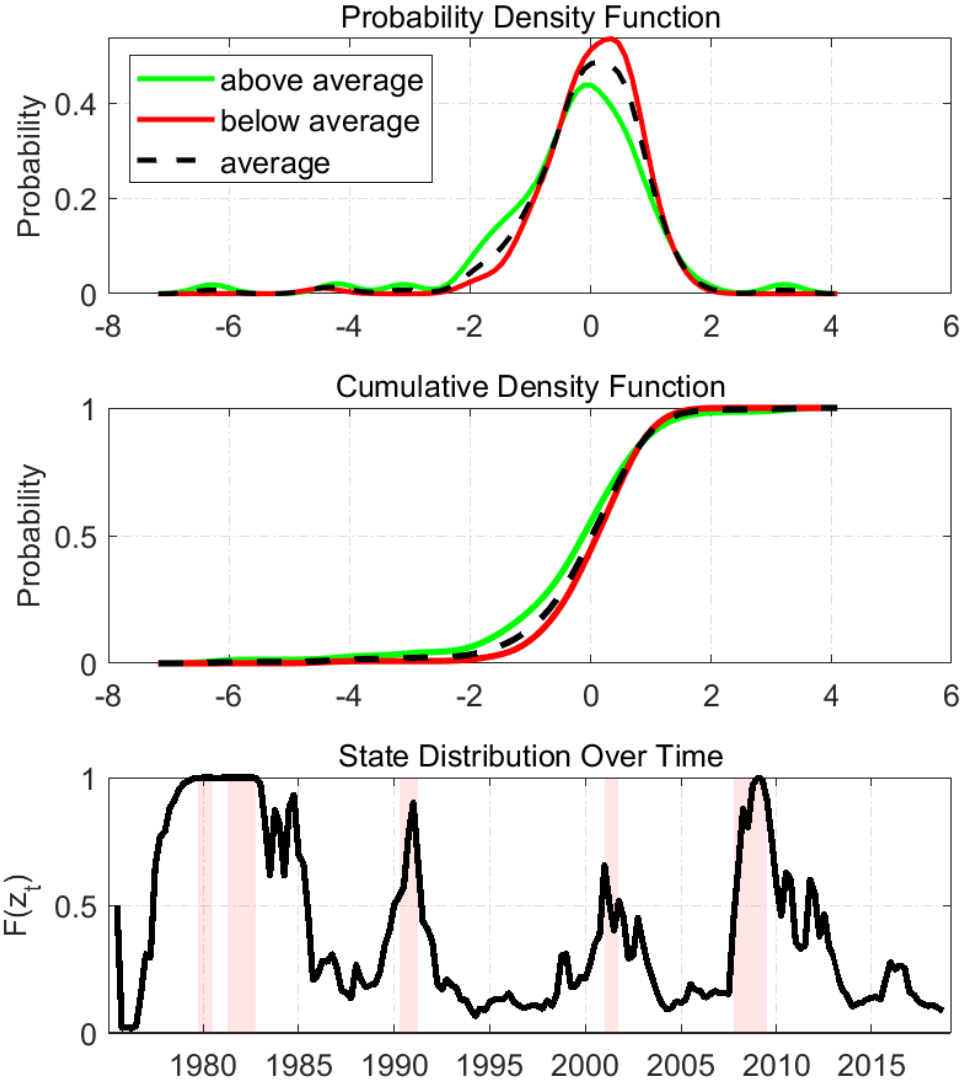 Probability Density Function
above average
below average
average
Probability
0.4
0.2
0
-8 -6 -4 -2 0 2 4 6
Cumulative Density Function
Probability
1
0.5
0
-8 -6 -4 -2 0 2 4 6
State Distribution Over Time
F(z_t)
1
0.5
0
1980 1985 1990 1995 2000 2005 2010 2015